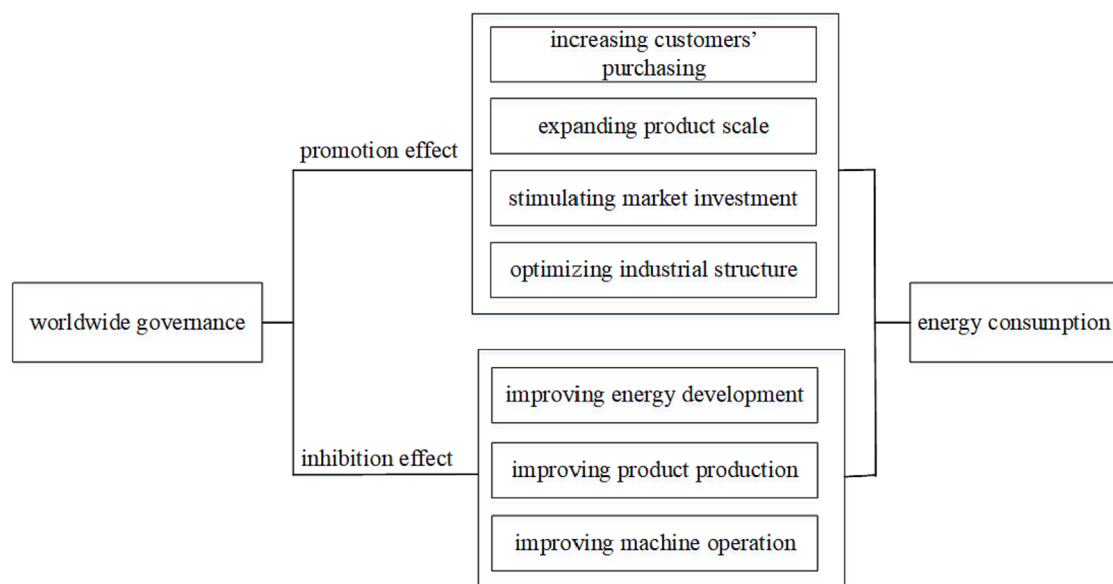 increasing customers’
purchasing
expanding product scale
promotion effect
stimulating market investment
optimizing industrial structure
worldwide governance
energy consumption
improving energy development
inhibition effect
improving product production
improving machine operation